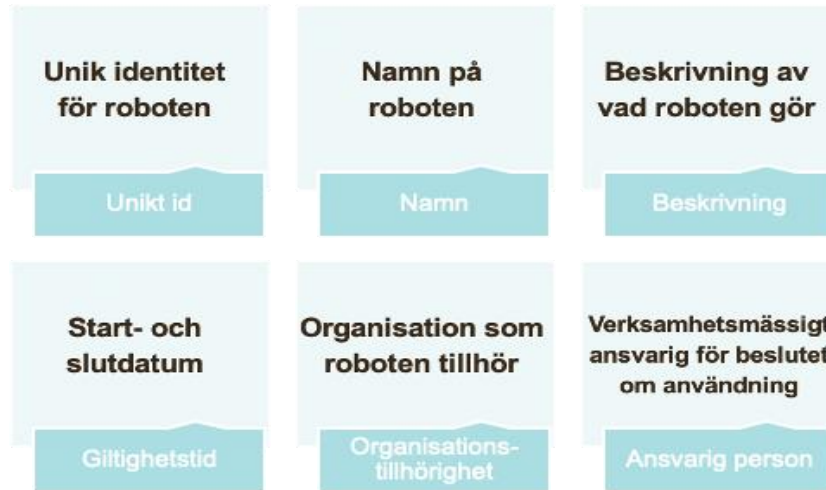 Unik identitet
för roboten
Unikt id
Namn på
roboten
Namn
Beskrivning av
vad roboten gör
Beskrivning
Start- och
slutdatum
Giltighetstid
Organisation som
roboten tillhör
Organisations-
tillhörighet
Verksamhetsmässigt
ansvarig för beslutet
om användning
Ansvarig person